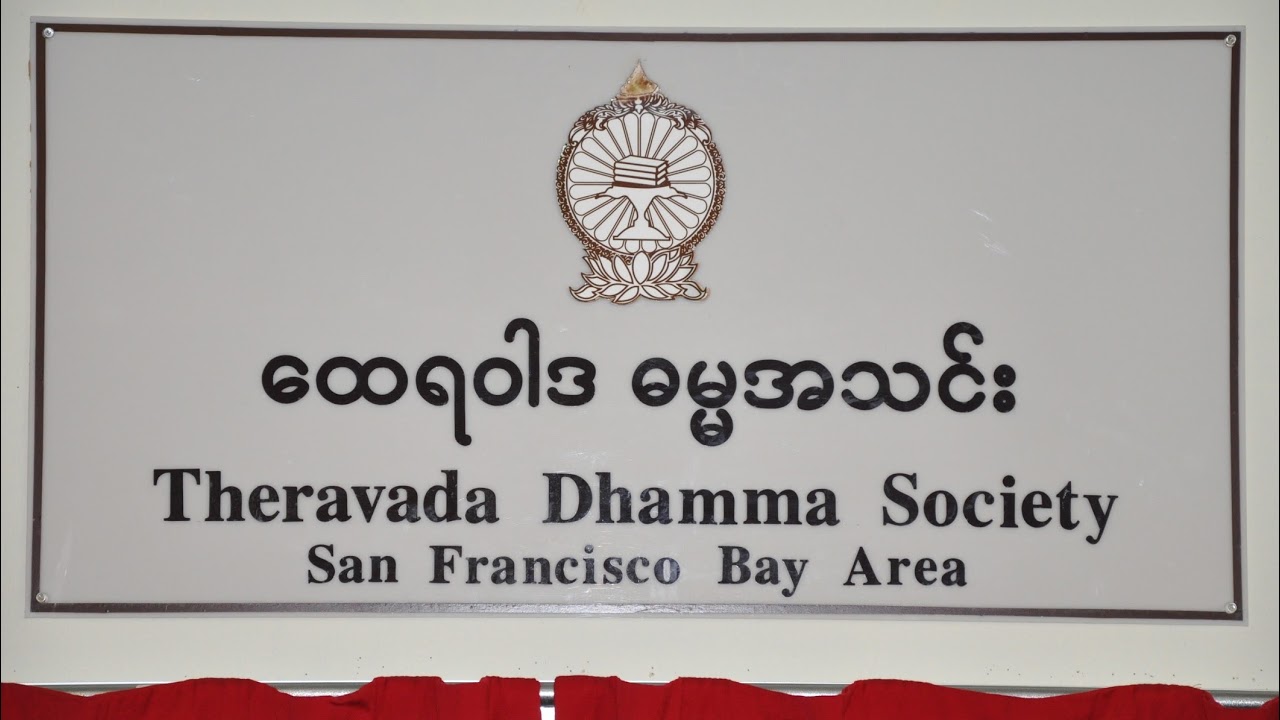 ထေရဝါဒ ဓမ္မအသင်း
Theravada Dhamma Society
San Francisco Bay Area